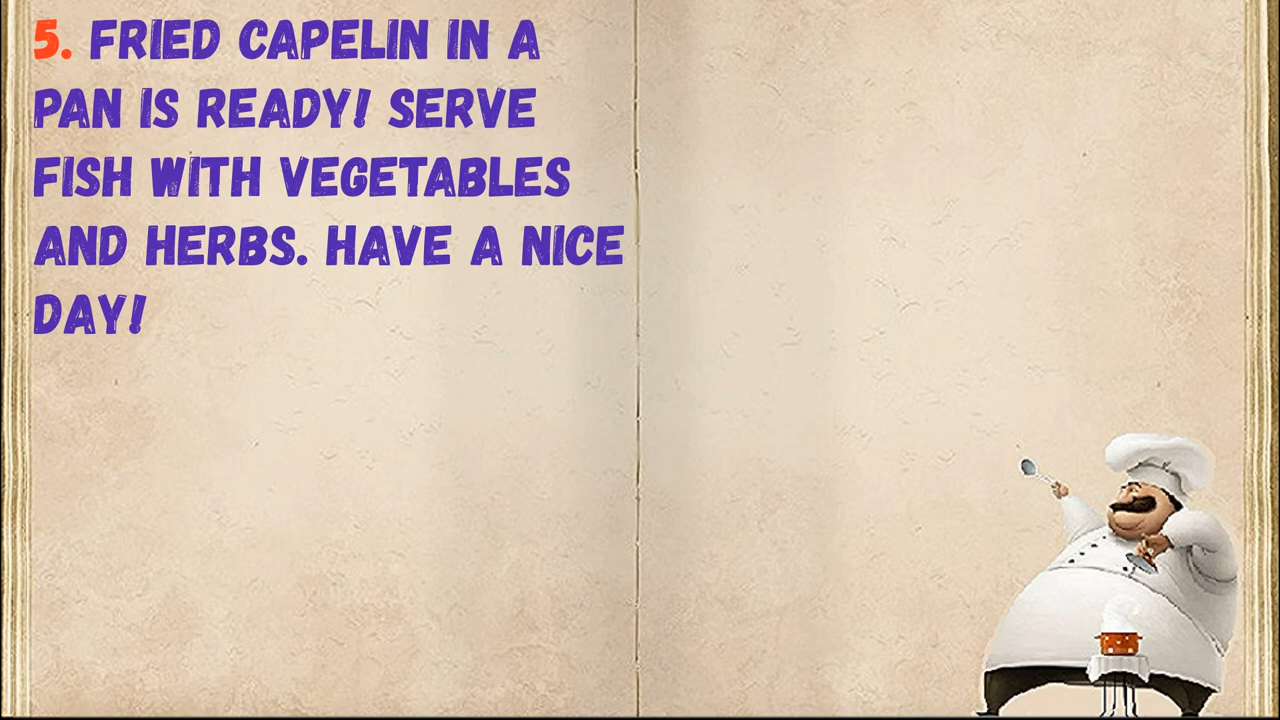 5. FRIED CAPELIN IN A
PAN IS READY! SERVE
FISH WITH VEGETABLES
AND HERBS. HAVE A NICE
DAY!